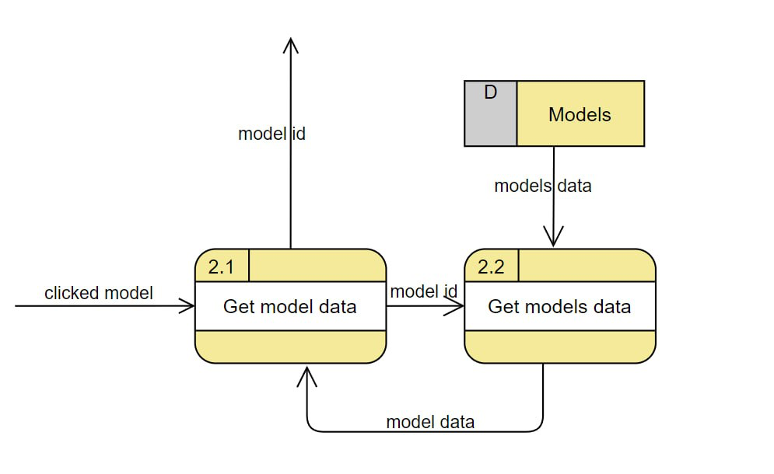 D
Models
model id
models data
2.1
2.2
clicked model
Get model data
model id
Get models data
model data